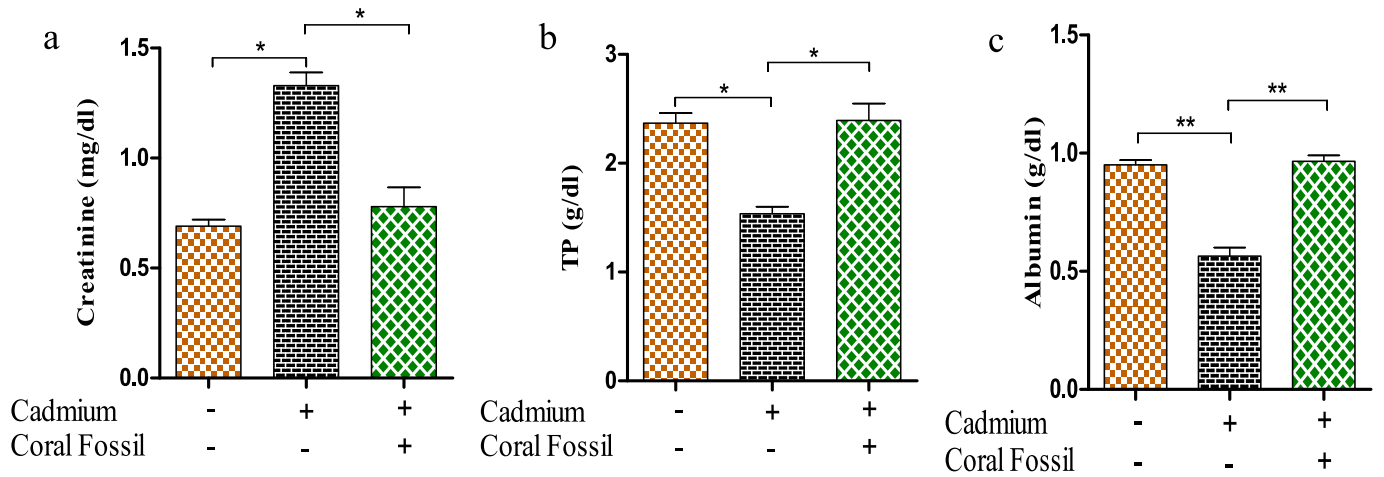 a
Creatinine (mg/dl)
1.5
1.0
0.5
0.0
*
*
Cadmium - + +
Coral Fossil - - +
b
TP (g/dl)
3
2
1
0
*
*
Cadmium - + +
Coral Fossil - - +
c
Albumin (g/dl)
1.5
1.0
0.5
0.0
**
**
Cadmium - + +
Coral Fossil - - +